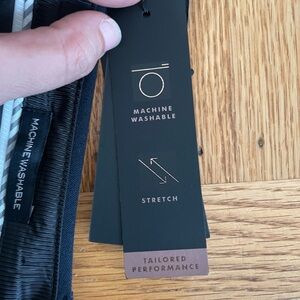 MACHINE
WASHABLE
STRETCH
TAILORED
PERFORMANCE
MACHINE WASHABLE